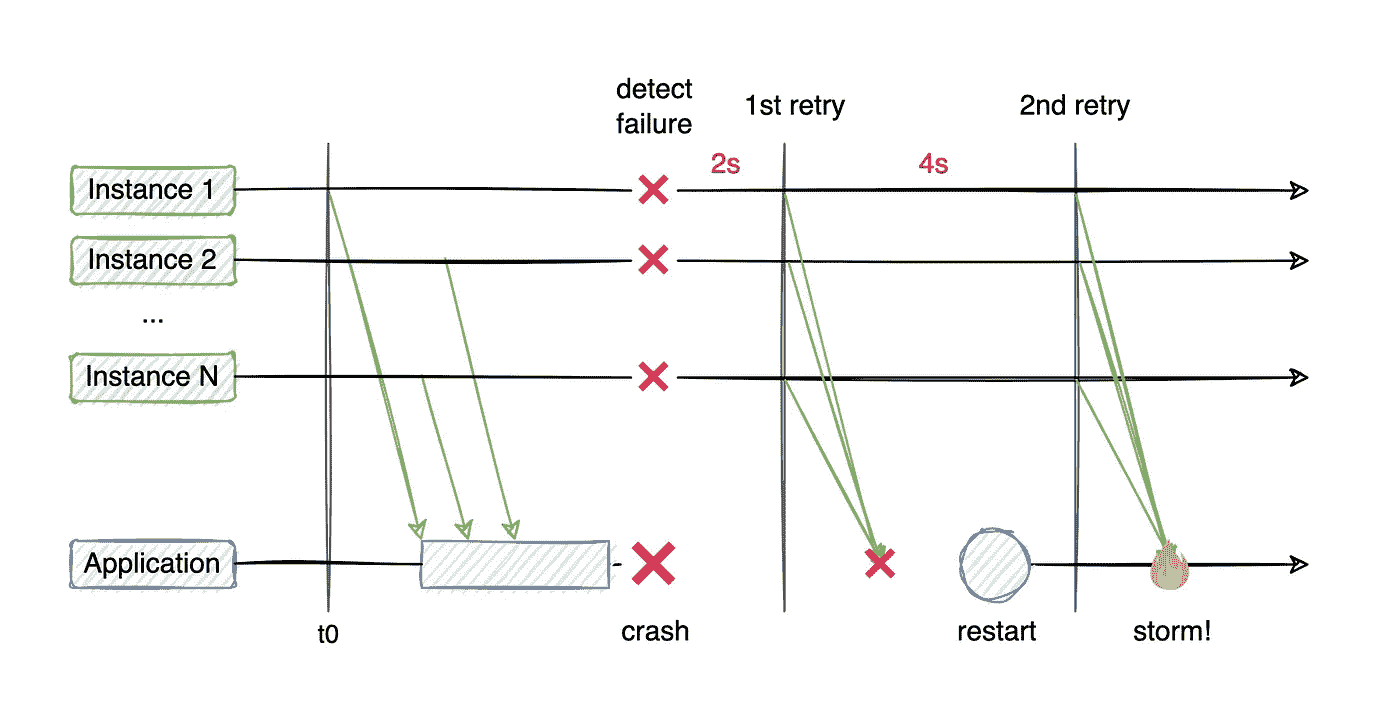 detect
failure
1st retry
2nd retry
2s
4s
Instance 1
Instance 2
...
Instance N
Application
t0
crash
restart
storm!